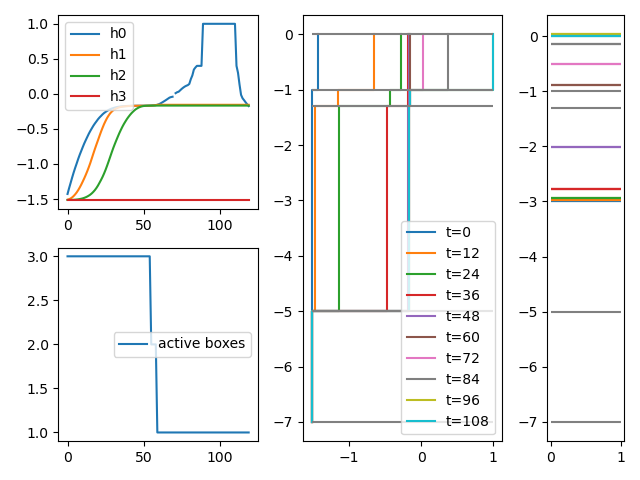 1.0
0.5
0.0
−0.5
−1.0
−1.5
h0
h1
h2
h3
0
50
100
3.0
2.5
2.0
1.5
1.0
active boxes
0
50
100
0
−1
−2
−3
−4
−5
−6
−7
t=0
t=12
t=24
t=36
t=48
t=60
t=72
t=84
t=96
t=108
−1
0
1
0
−1
−2
−3
−4
−5
−6
−7
0
1